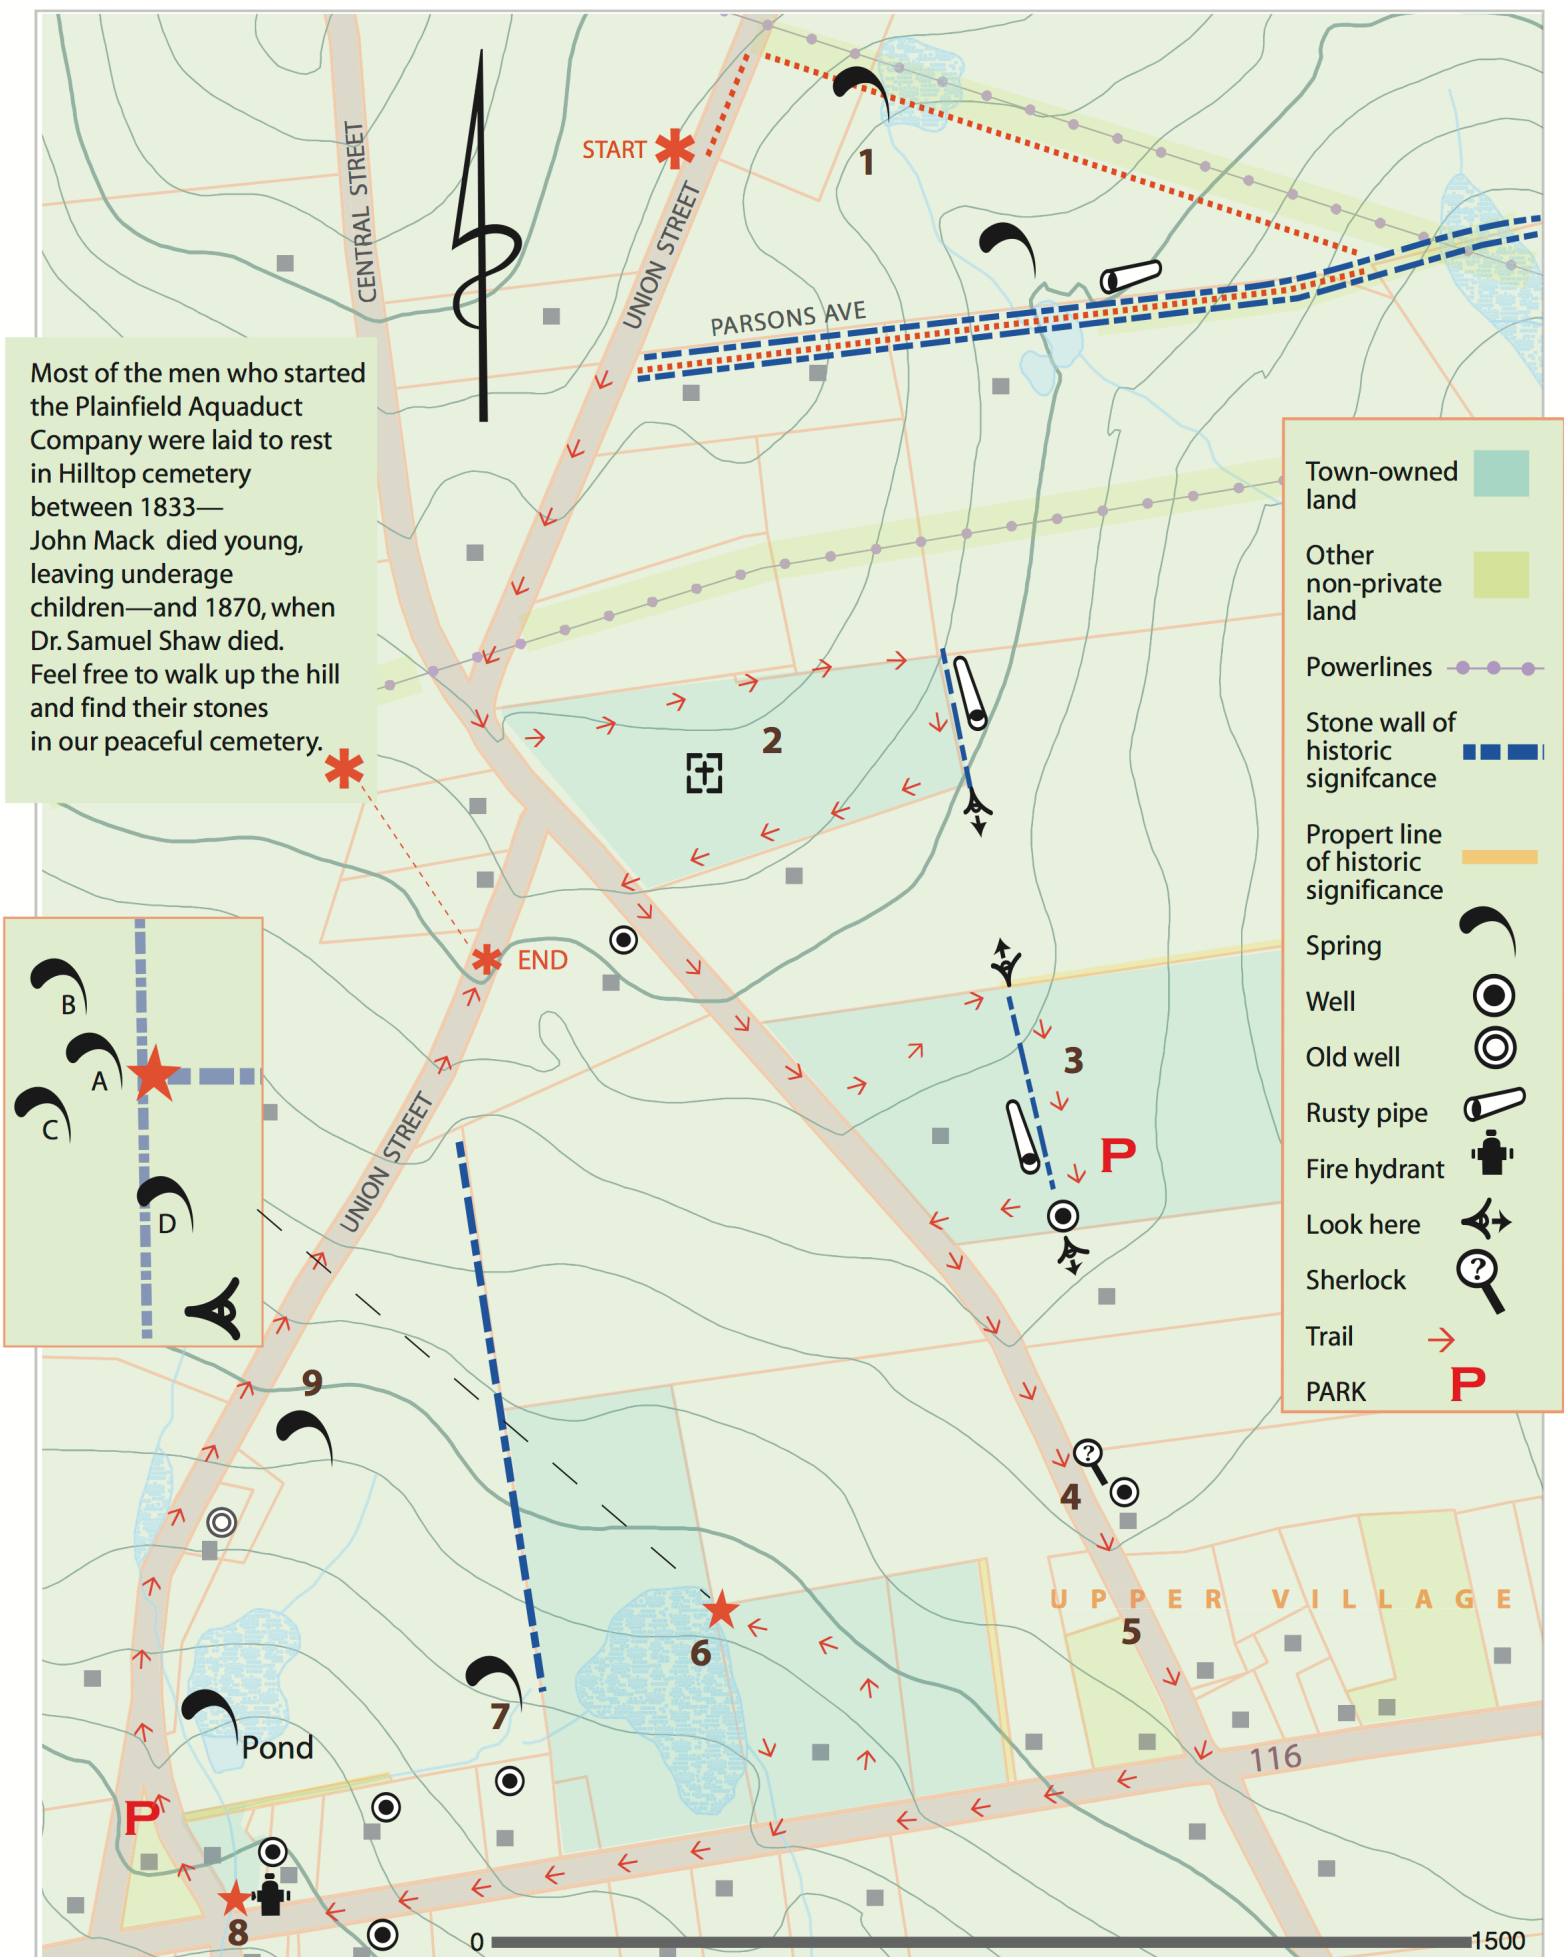 START
1
CENTRAL STREET
UNION STREET
PARSONS AVE
Most of the men who started
the Plainfield Aquaduct
Company were laid to rest
in Hilltop cemetery
between 1833—
John Mack died young,
leaving underage
children—and 1870, when
Dr. Samuel Shaw died.
Feel free to walk up the hill
and find their stones
in our peaceful cemetery.
Town-owned
land
Other
non-private
land
Powerlines
Stone wall of
historic
signifcance
Propert line
of historic
significance
Spring
Well
Old well
Rusty pipe
Fire hydrant
Look here
Sherlock
?
Trail
PARK P
2
END
B
A
C
D
3
P
UNION STREET
9
?
4
UPPER VILLAGE
5
6
7
Pond
116
P
8
0 1500